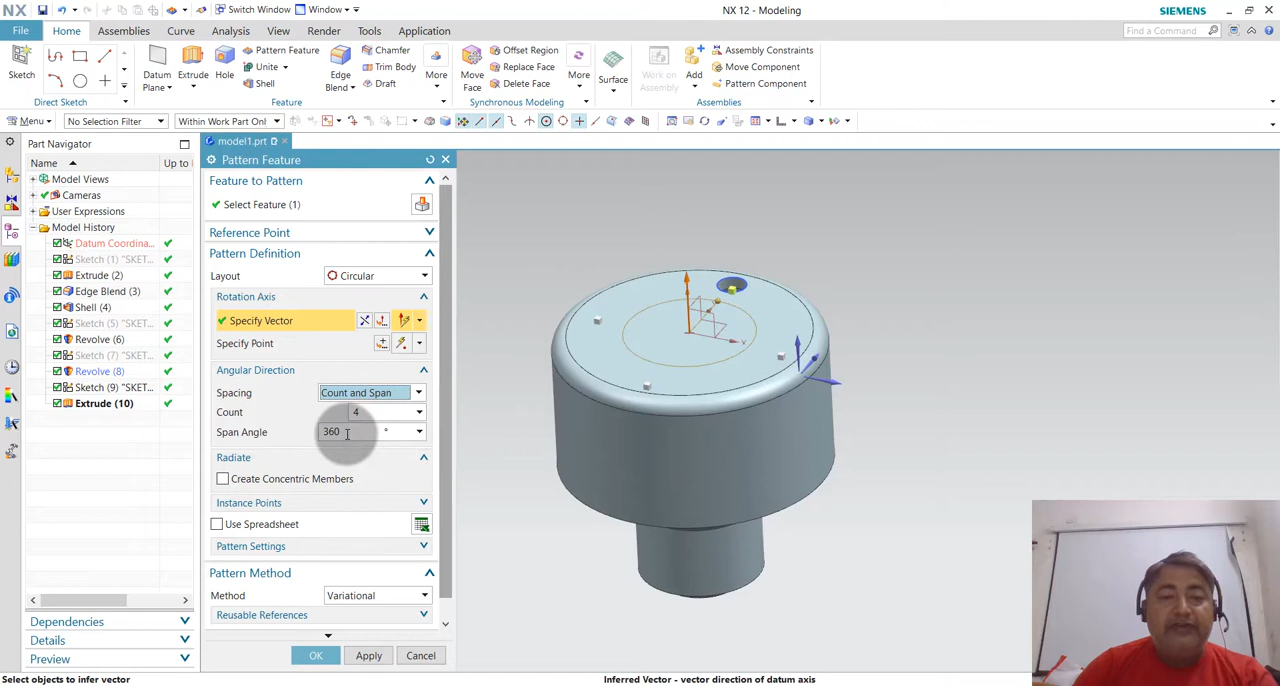 NX
Switch Window
Window
NX 12 - Modeling
SIEMENS
File
Home
Assemblies
Curve
Analysis
View
Render
Tools
Application
Find a Command
Sketch
Direct Sketch
Datum Plane
Extrude
Hole
Pattern Feature
Unite
Shell
Edge Blend
Chamfer
Trim Body
Draft
More
Feature
Move Face
Offset Region
Replace Face
Delete Face
More
Synchronous Modeling
Surface
Work on Assembly
Add
Assembly Constraints
Move Component
Pattern Component
Assemblies
Menu
No Selection Filter
Within Work Part Onl
Part Navigator
Name
Up to
Model Views
Cameras
User Expressions
Model History
Datum Coordina...
Sketch (1) "SKET...
Extrude (2)
Edge Blend (3)
Shell (4)
Sketch (5) "SKET...
Revolve (6)
Sketch (7) "SKET...
Revolve (8)
Sketch (9) "SKET...
Extrude (10)
Dependencies
Details
Preview
model1.prt
Pattern Feature
Feature to Pattern
Select Feature (1)
Reference Point
Pattern Definition
Layout
Circular
Rotation Axis
Specify Vector
Specify Point
Angular Direction
Spacing
Count and Span
Count
4
Span Angle
360
°
Radiate
Create Concentric Members
Instance Points
Use Spreadsheet
Pattern Settings
Pattern Method
Method
Variational
Reusable References
OK
Apply
Cancel
X
Select objects to infer vector
Inferred Vector - vector direction of datum axis